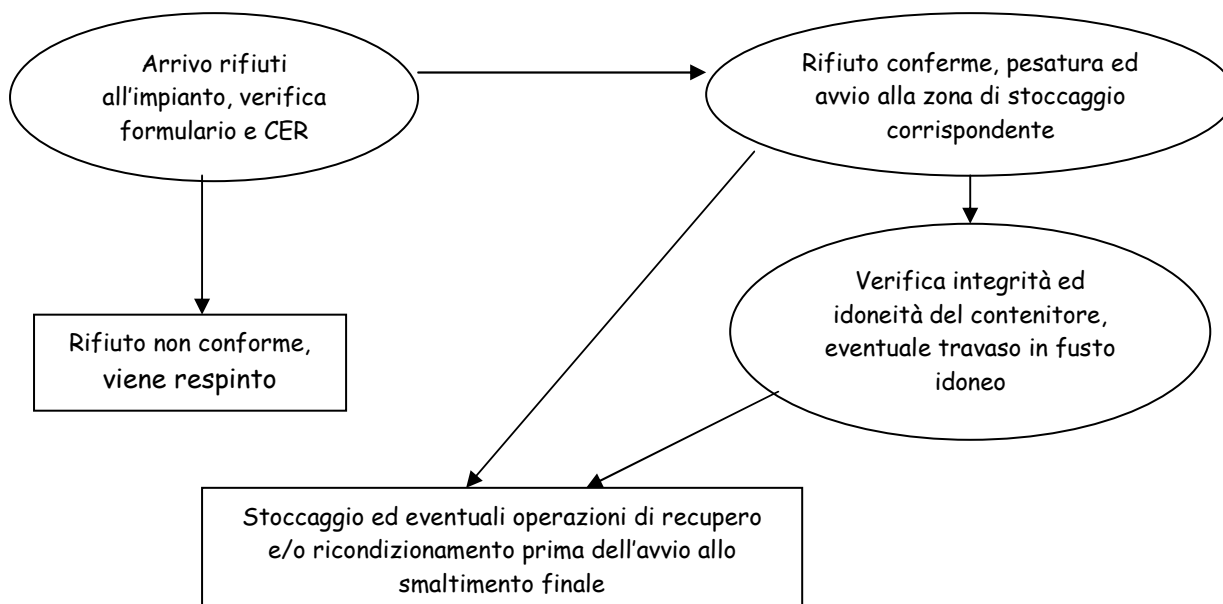 Arrivo rifiuti
all'impianto, verifica
formulario e CER
Rifiuto conferme, pesatura ed
avvio alla zona di stoccaggio
corrispondente
Verifica integrità ed
idoneità del contenitore,
eventuale travaso in fusto
idoneo
Rifiuto non conforme,
viene respinto
Stoccaggio ed eventuali operazioni di recupero
e/o ricondizionamento prima dell'avvio allo
smaltimento finale